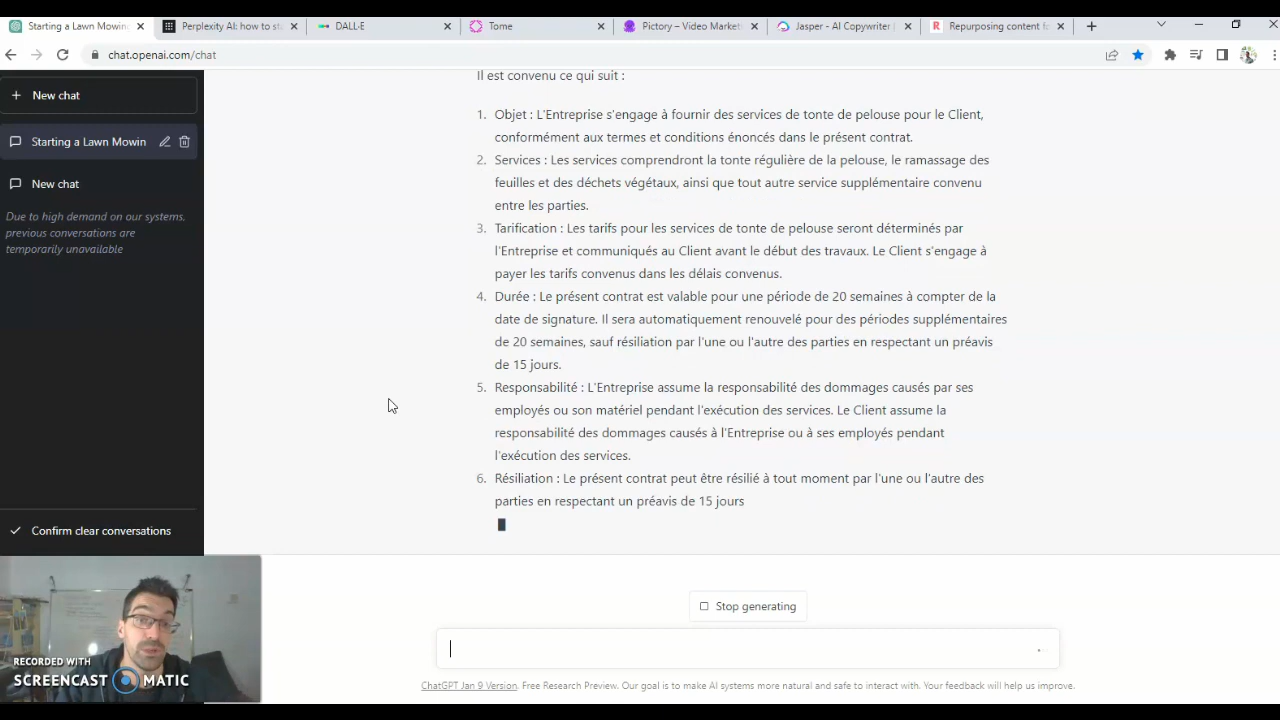 Starting a Lawn Mowin
Perplexity AI: how to st
DALL·E
Tome
Pictory – Video Market
Jasper - AI Copywriter
Repurposing content f
chat.openai.com/chat
New chat
Starting a Lawn Mowin
New chat
Due to high demand on our systems,
previous conversations are
temporarily unavailable
Confirm clear conversations
Il est convenu ce qui suit :
1. Objet : L'Entreprise s'engage à fournir des services de tonte de pelouse pour le Client,
conformément aux termes et conditions énoncés dans le présent contrat.
2. Services : Les services comprendront la tonte régulière de la pelouse, le ramassage des
feuilles et des déchets végétaux, ainsi que tout autre service supplémentaire convenu
entre les parties.
3. Tarification : Les tarifs pour les services de tonte de pelouse seront déterminés par
l'Entreprise et communiqués au Client avant le début des travaux. Le Client s'engage à
payer les tarifs convenus dans les délais convenus.
4. Durée : Le présent contrat est valable pour une période de 20 semaines à compter de la
date de signature. Il sera automatiquement renouvelé pour des périodes supplémentaires
de 20 semaines, sauf résiliation par l'une ou l'autre des parties en respectant un préavis
de 15 jours.
5. Responsabilité : L'Entreprise assume la responsabilité des dommages causés par ses
employés ou son matériel pendant l'exécution des services. Le Client assume la
responsabilité des dommages causés à l'Entreprise ou à ses employés pendant
l'exécution des services.
6. Résiliation : Le présent contrat peut être résilié à tout moment par l'une ou l'autre des
parties en respectant un préavis de 15 jours
Stop generating
ChatGPT Jan 9 Version. Free Research Preview. Our goal is to make AI systems more natural and safe to interact with. Your feedback will help us improve.
RECORDED WITH
SCREENCAST MATIC